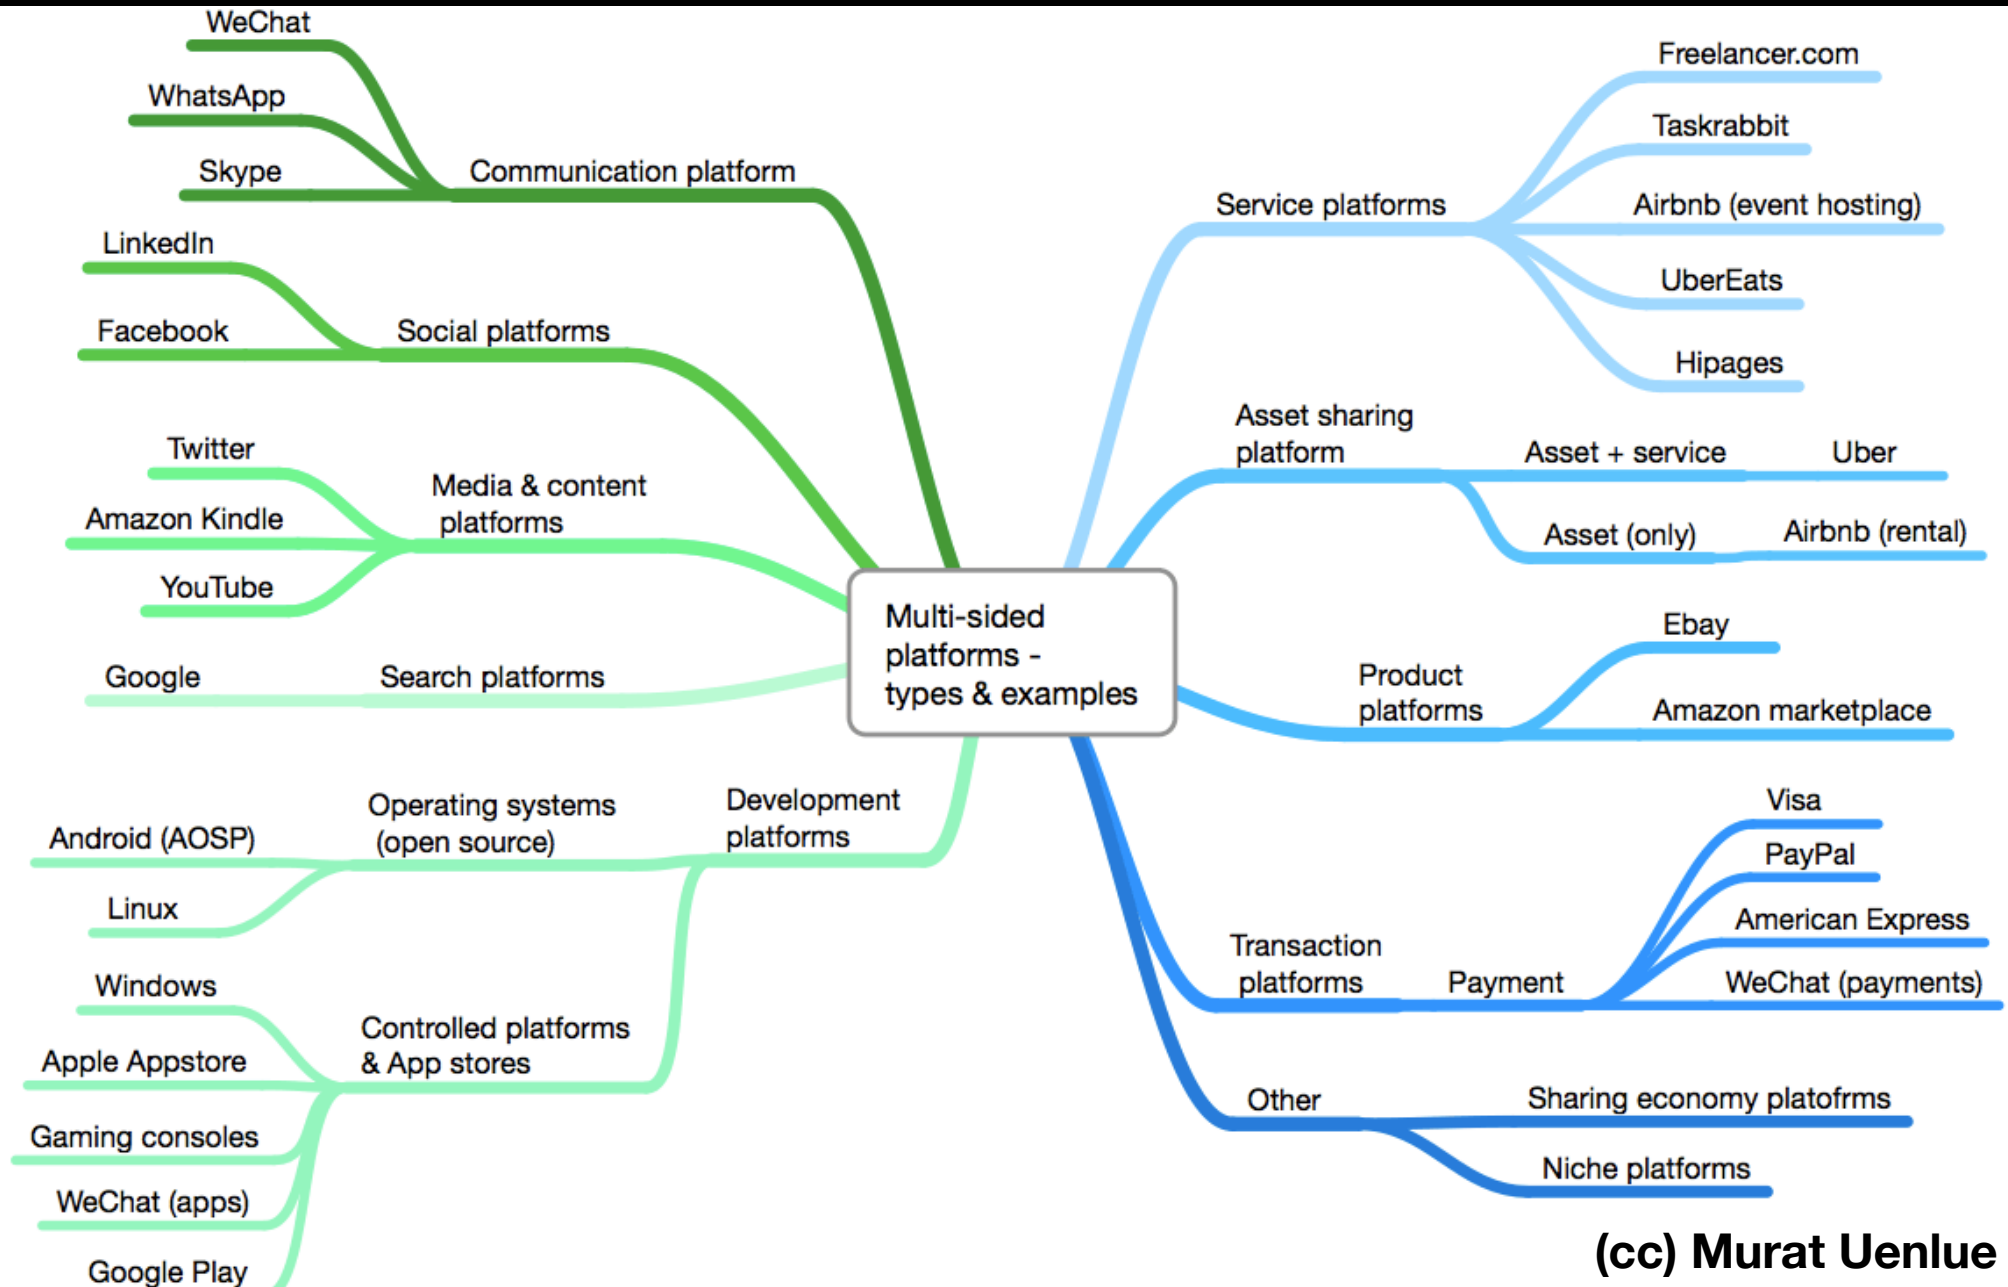 WeChat
WhatsApp
Skype
Communication platform
LinkedIn
Facebook
Social platforms
Twitter
Amazon Kindle
YouTube
Media & content
platforms
Google
Search platforms
Android (AOSP)
Linux
Operating systems
(open source)
Development
platforms
Windows
Apple Appstore
Gaming consoles
WeChat (apps)
Google Play
Controlled platforms
& App stores
Multi-sided
platforms -
types & examples
Service platforms
Freelancer.com
Taskrabbit
Airbnb (event hosting)
UberEats
Hipages
Asset sharing
platform
Asset + service
Uber
Asset (only)
Airbnb (rental)
Product
platforms
Ebay
Amazon marketplace
Transaction
platforms
Payment
Visa
PayPal
American Express
WeChat (payments)
Other
Sharing economy platofrms
Niche platforms
(cc) Murat Uenlue